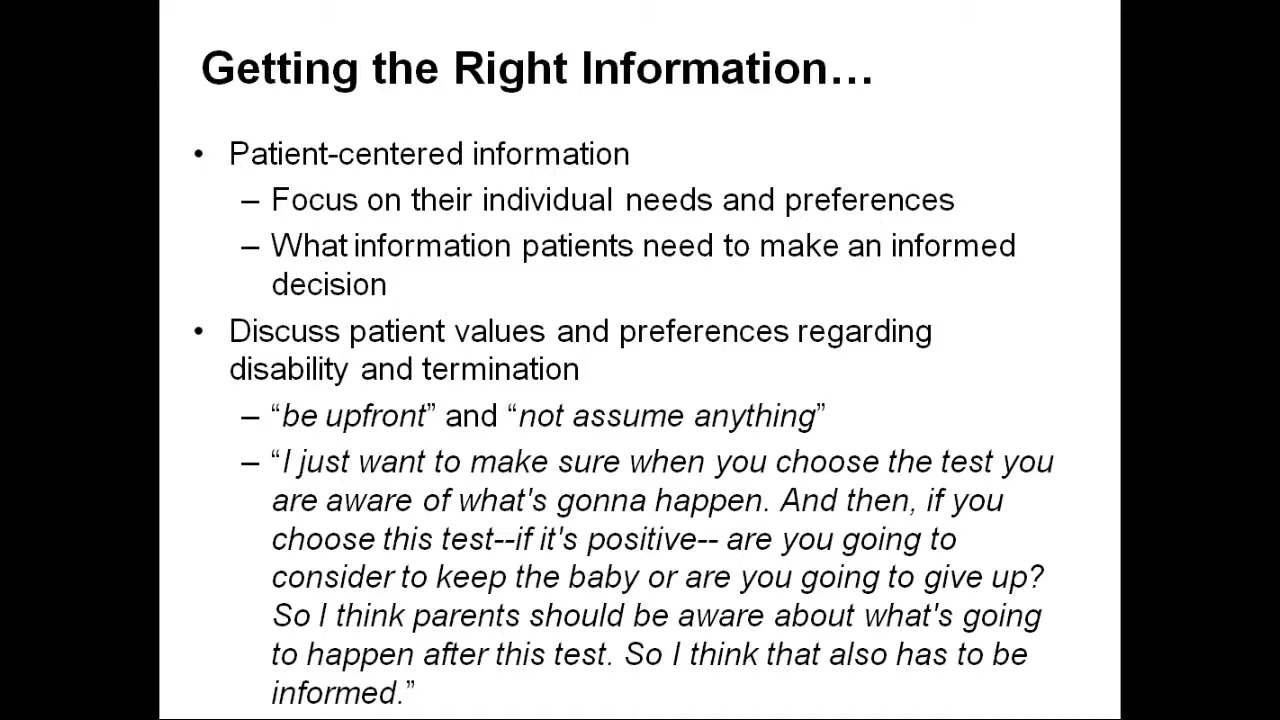 Getting the Right Information…
• Patient-centered information
– Focus on their individual needs and preferences
– What information patients need to make an informed
decision
• Discuss patient values and preferences regarding
disability and termination
– “be upfront” and “not assume anything”
– “I just want to make sure when you choose the test you
are aware of what's gonna happen. And then, if you
choose this test--if it's positive-- are you going to
consider to keep the baby or are you going to give up?
So I think parents should be aware about what's going
to happen after this test. So I think that also has to be
informed.”